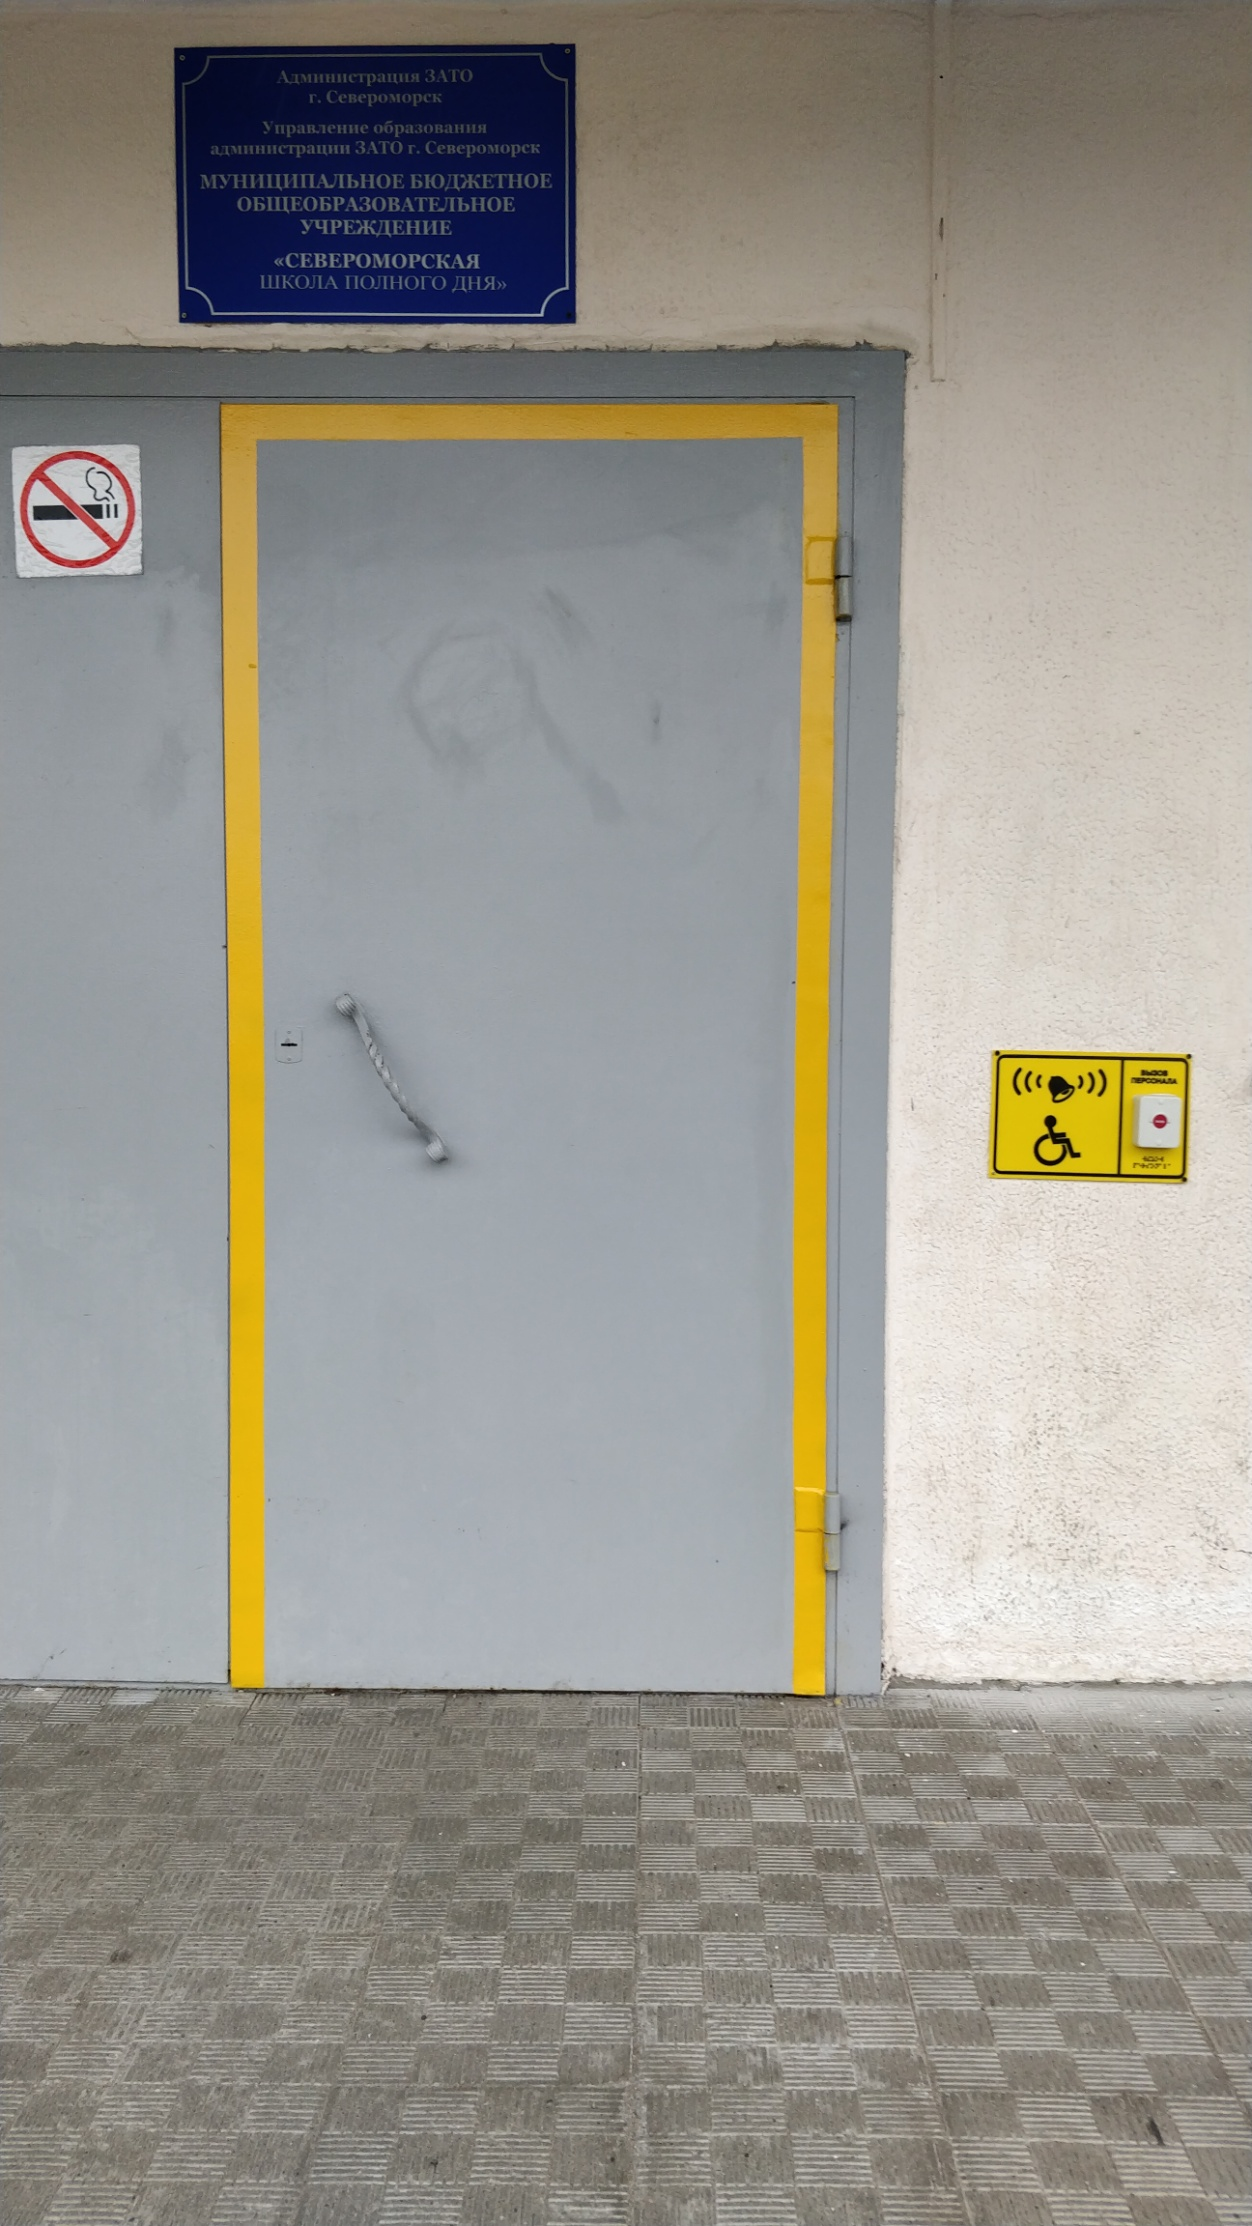 Администрация ЗАТО
г. Североморск
Управление образования
администрации ЗАТО г. Североморск
МУНИЦИПАЛЬНОЕ БЮДЖЕТНОЕ
ОБЩЕОБРАЗОВАТЕЛЬНОЕ
УЧРЕЖДЕНИЕ
«СЕВЕРОМОРСКАЯ
ШКОЛА ПОЛНОГО ДНЯ»
ВЫЗОВ
ПЕРСОНАЛА